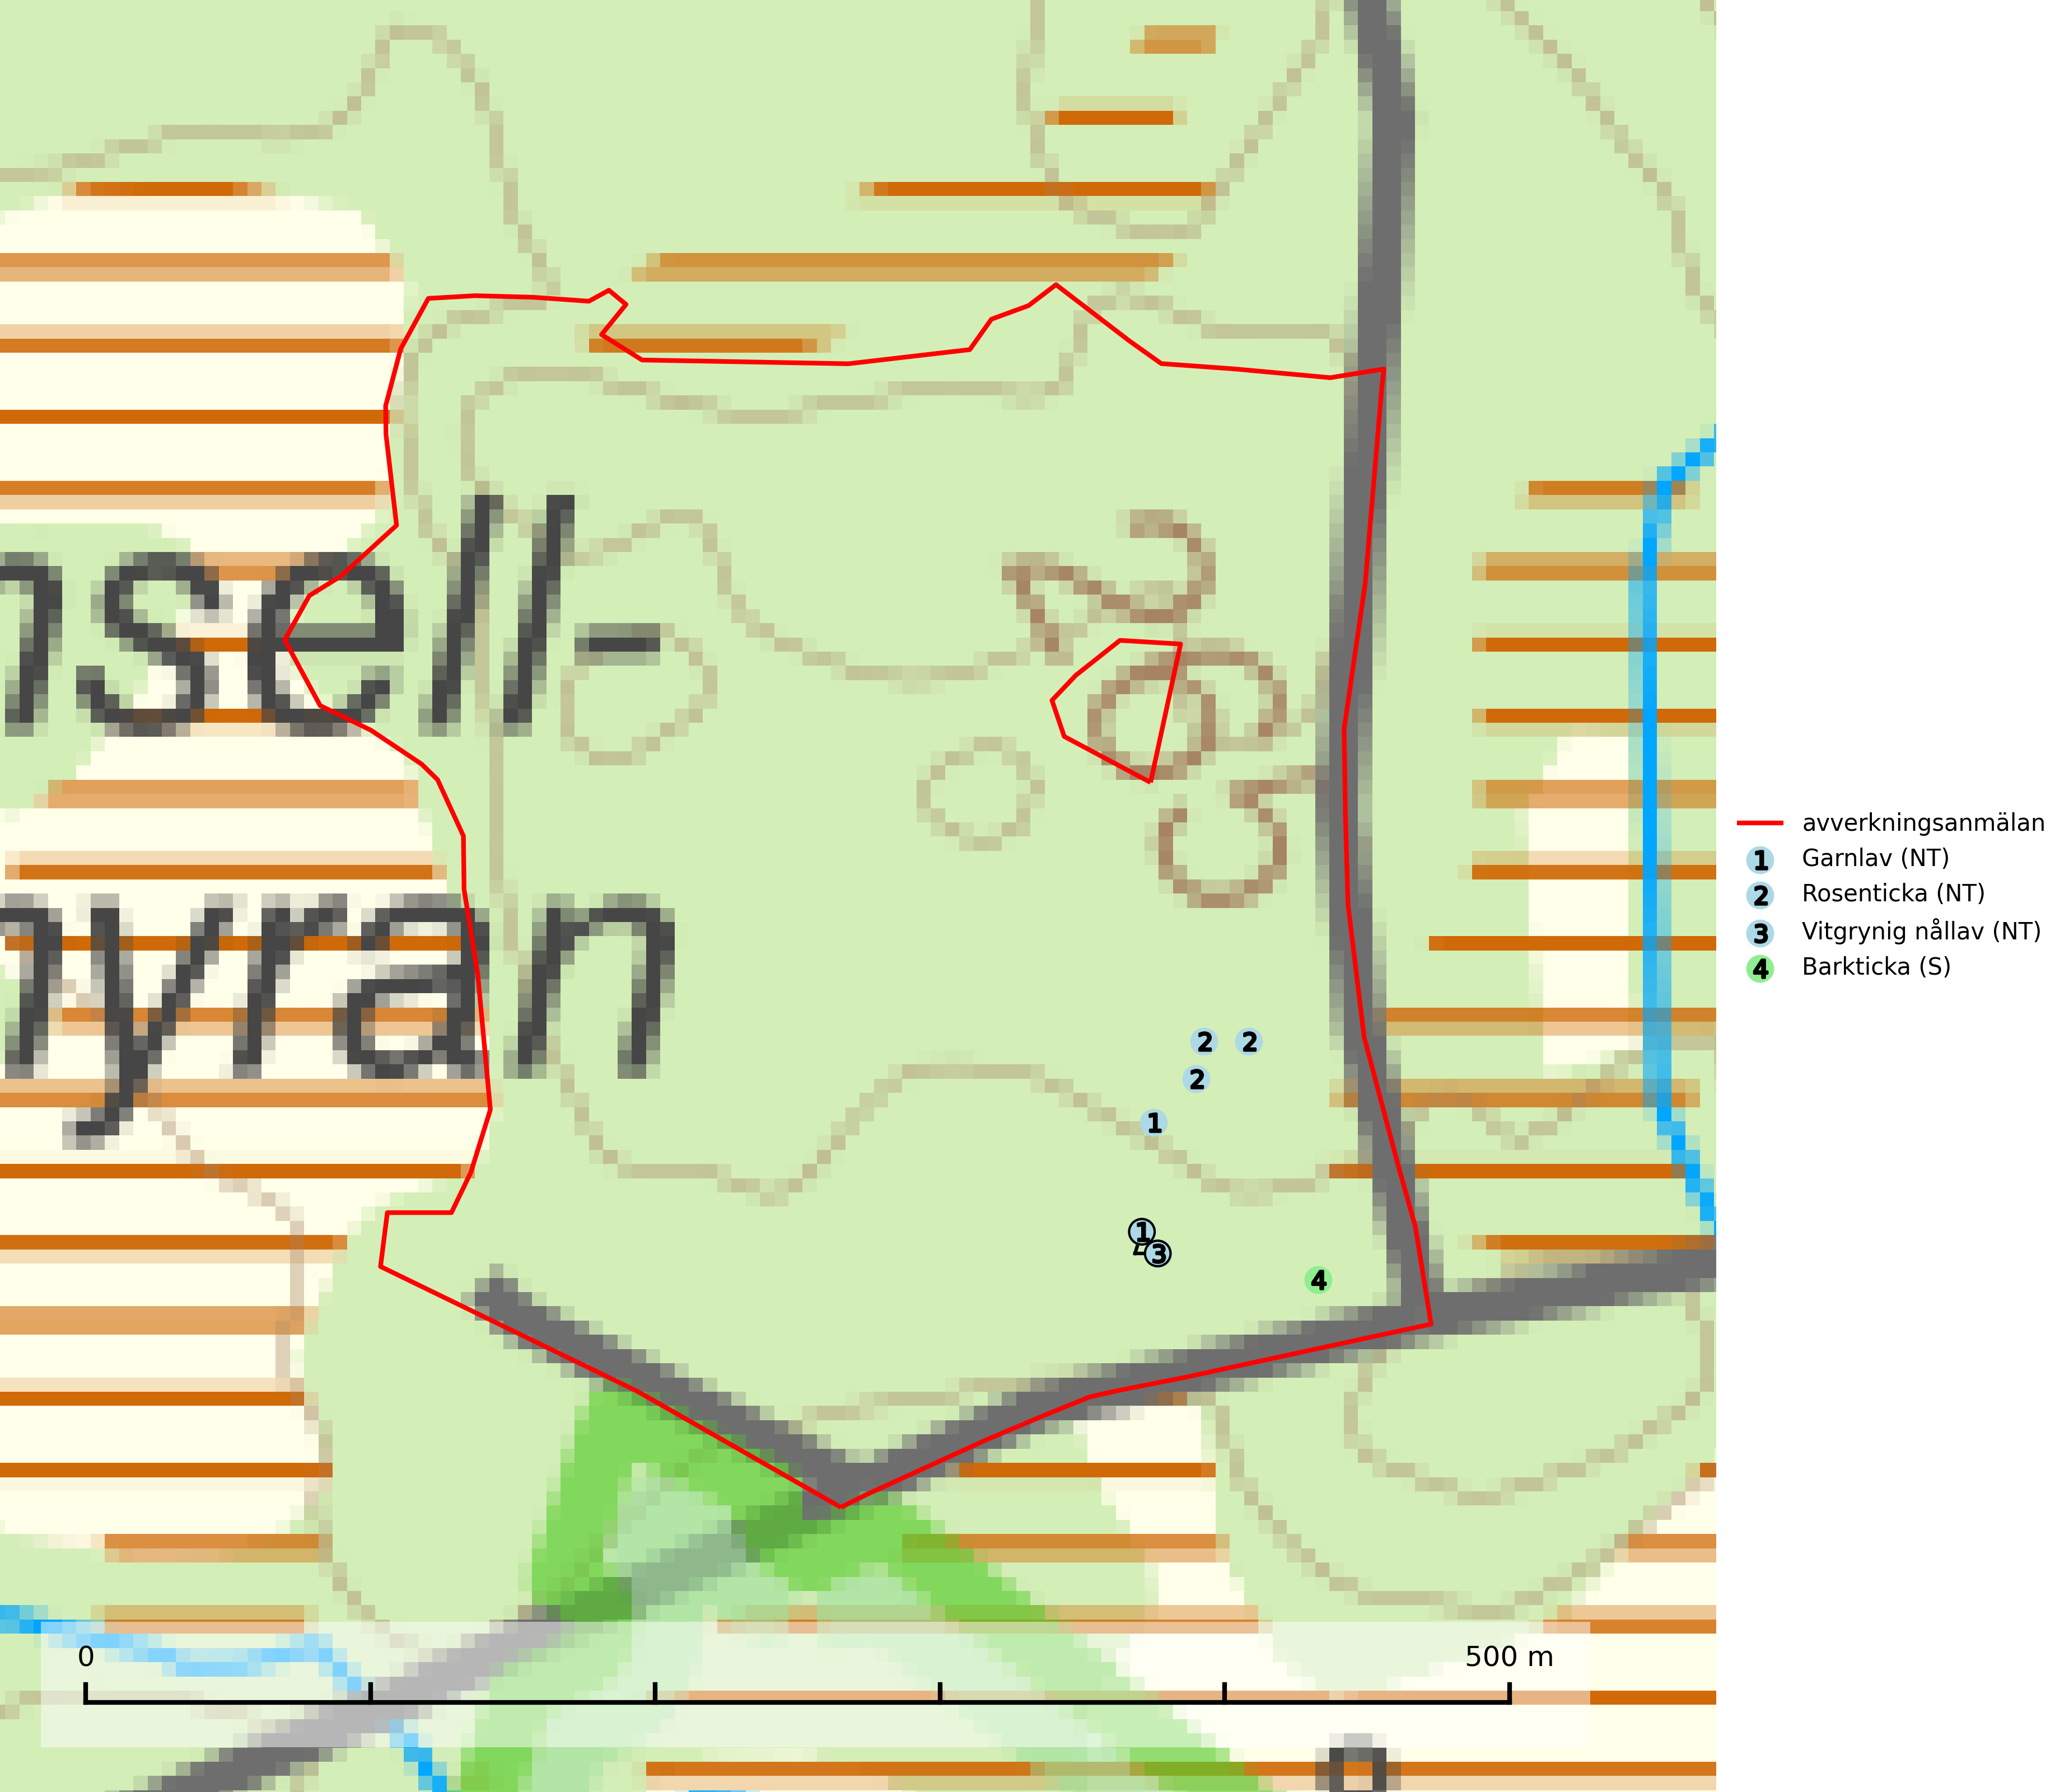 nsell-
myran
263
2 2
2
1
1
3
4
0 500 m
avverkningsanmälan
1 Garnlav (NT)
2 Rosenticka (NT)
3 Vitgrynig nållav (NT)
4 Barkticka (S)